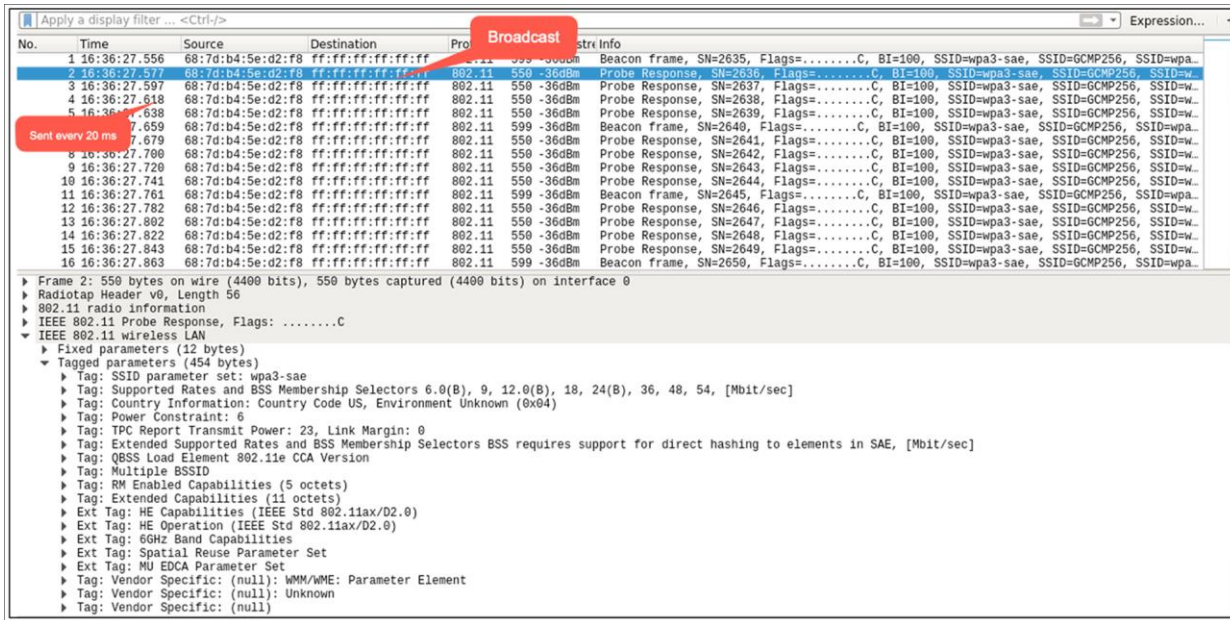 Apply a display filter ... <Ctrl-/> Expression...
Broadcast
No. Time Source Destination Info
1 16:36:27.556 68:7d:b4:5e:d2:f8 ff:ff:ff:ff:ff:ff 802.11 599 -36dBm Beacon frame, SN=2635, Flags=........C, BI=100, SSID=wpa3-sae, SSID=GCMP256, SSID=wpa…
2 16:36:27.577 68:7d:b4:5e:d2:f8 ff:ff:ff:ff:ff:ff 802.11 550 -36dBm Probe Response, SN=2636, Flags=........C, BI=100, SSID=wpa3-sae, SSID=GCMP256, SSID=w…
3 16:36:27.597 68:7d:b4:5e:d2:f8 ff:ff:ff:ff:ff:ff 802.11 550 -36dBm Probe Response, SN=2637, Flags=........C, BI=100, SSID=wpa3-sae, SSID=GCMP256, SSID=w…
4 16:36:27.618 68:7d:b4:5e:d2:f8 ff:ff:ff:ff:ff:ff 802.11 550 -36dBm Probe Response, SN=2638, Flags=........C, BI=100, SSID=wpa3-sae, SSID=GCMP256, SSID=w…
5 16:36:27.638 68:7d:b4:5e:d2:f8 ff:ff:ff:ff:ff:ff 802.11 550 -36dBm Probe Response, SN=2639, Flags=........C, BI=100, SSID=wpa3-sae, SSID=GCMP256, SSID=w…
7.659 68:7d:b4:5e:d2:f8 ff:ff:ff:ff:ff:ff 802.11 599 -36dBm Beacon frame, SN=2640, Flags=........C, BI=100, SSID=wpa3-sae, SSID=GCMP256, SSID=wpa…
Sent every 20 ms
7.679 68:7d:b4:5e:d2:f8 ff:ff:ff:ff:ff:ff 802.11 550 -36dBm Probe Response, SN=2641, Flags=........C, BI=100, SSID=wpa3-sae, SSID=GCMP256, SSID=w…
8 16:36:27.700 68:7d:b4:5e:d2:f8 ff:ff:ff:ff:ff:ff 802.11 550 -36dBm Probe Response, SN=2642, Flags=........C, BI=100, SSID=wpa3-sae, SSID=GCMP256, SSID=w…
9 16:36:27.720 68:7d:b4:5e:d2:f8 ff:ff:ff:ff:ff:ff 802.11 550 -36dBm Probe Response, SN=2643, Flags=........C, BI=100, SSID=wpa3-sae, SSID=GCMP256, SSID=w…
10 16:36:27.741 68:7d:b4:5e:d2:f8 ff:ff:ff:ff:ff:ff 802.11 550 -36dBm Probe Response, SN=2644, Flags=........C, BI=100, SSID=wpa3-sae, SSID=GCMP256, SSID=w…
11 16:36:27.761 68:7d:b4:5e:d2:f8 ff:ff:ff:ff:ff:ff 802.11 599 -36dBm Beacon frame, SN=2645, Flags=........C, BI=100, SSID=wpa3-sae, SSID=GCMP256, SSID=wpa…
12 16:36:27.782 68:7d:b4:5e:d2:f8 ff:ff:ff:ff:ff:ff 802.11 550 -36dBm Probe Response, SN=2646, Flags=........C, BI=100, SSID=wpa3-sae, SSID=GCMP256, SSID=w…
13 16:36:27.802 68:7d:b4:5e:d2:f8 ff:ff:ff:ff:ff:ff 802.11 550 -36dBm Probe Response, SN=2647, Flags=........C, BI=100, SSID=wpa3-sae, SSID=GCMP256, SSID=w…
14 16:36:27.822 68:7d:b4:5e:d2:f8 ff:ff:ff:ff:ff:ff 802.11 550 -36dBm Probe Response, SN=2648, Flags=........C, BI=100, SSID=wpa3-sae, SSID=GCMP256, SSID=w…
15 16:36:27.843 68:7d:b4:5e:d2:f8 ff:ff:ff:ff:ff:ff 802.11 550 -36dBm Probe Response, SN=2649, Flags=........C, BI=100, SSID=wpa3-sae, SSID=GCMP256, SSID=w…
16 16:36:27.863 68:7d:b4:5e:d2:f8 ff:ff:ff:ff:ff:ff 802.11 599 -36dBm Beacon frame, SN=2650, Flags=........C, BI=100, SSID=wpa3-sae, SSID=GCMP256, SSID=wpa…
Frame 2: 550 bytes on wire (4400 bits), 550 bytes captured (4400 bits) on interface 0
Radiotap Header v0, Length 56
802.11 radio information
IEEE 802.11 Probe Response, Flags: ........C
IEEE 802.11 wireless LAN
Fixed parameters (12 bytes)
Tagged parameters (454 bytes)
Tag: SSID parameter set: wpa3-sae
Tag: Supported Rates and BSS Membership Selectors 6.0(B), 9, 12.0(B), 18, 24(B), 36, 48, 54, [Mbit/sec]
Tag: Country Information: Country Code US, Environment Unknown (0x04)
Tag: Power Constraint: 6
Tag: TPC Report Transmit Power: 23, Link Margin: 0
Tag: Extended Supported Rates and BSS Membership Selectors BSS requires support for direct hashing to elements in SAE, [Mbit/sec]
Tag: QBSS Load Element 802.11e CCA Version
Tag: Multiple BSSID
Tag: RM Enabled Capabilities (5 octets)
Tag: Extended Capabilities (11 octets)
Ext Tag: HE Capabilities (IEEE Std 802.11ax/D2.0)
Ext Tag: HE Operation (IEEE Std 802.11ax/D2.0)
Ext Tag: 6GHz Band Capabilities
Ext Tag: Spatial Reuse Parameter Set
Ext Tag: MU EDCA Parameter Set
Tag: Vendor Specific: (null): WMM/WME: Parameter Element
Tag: Vendor Specific: (null): Unknown
Tag: Vendor Specific: (null)